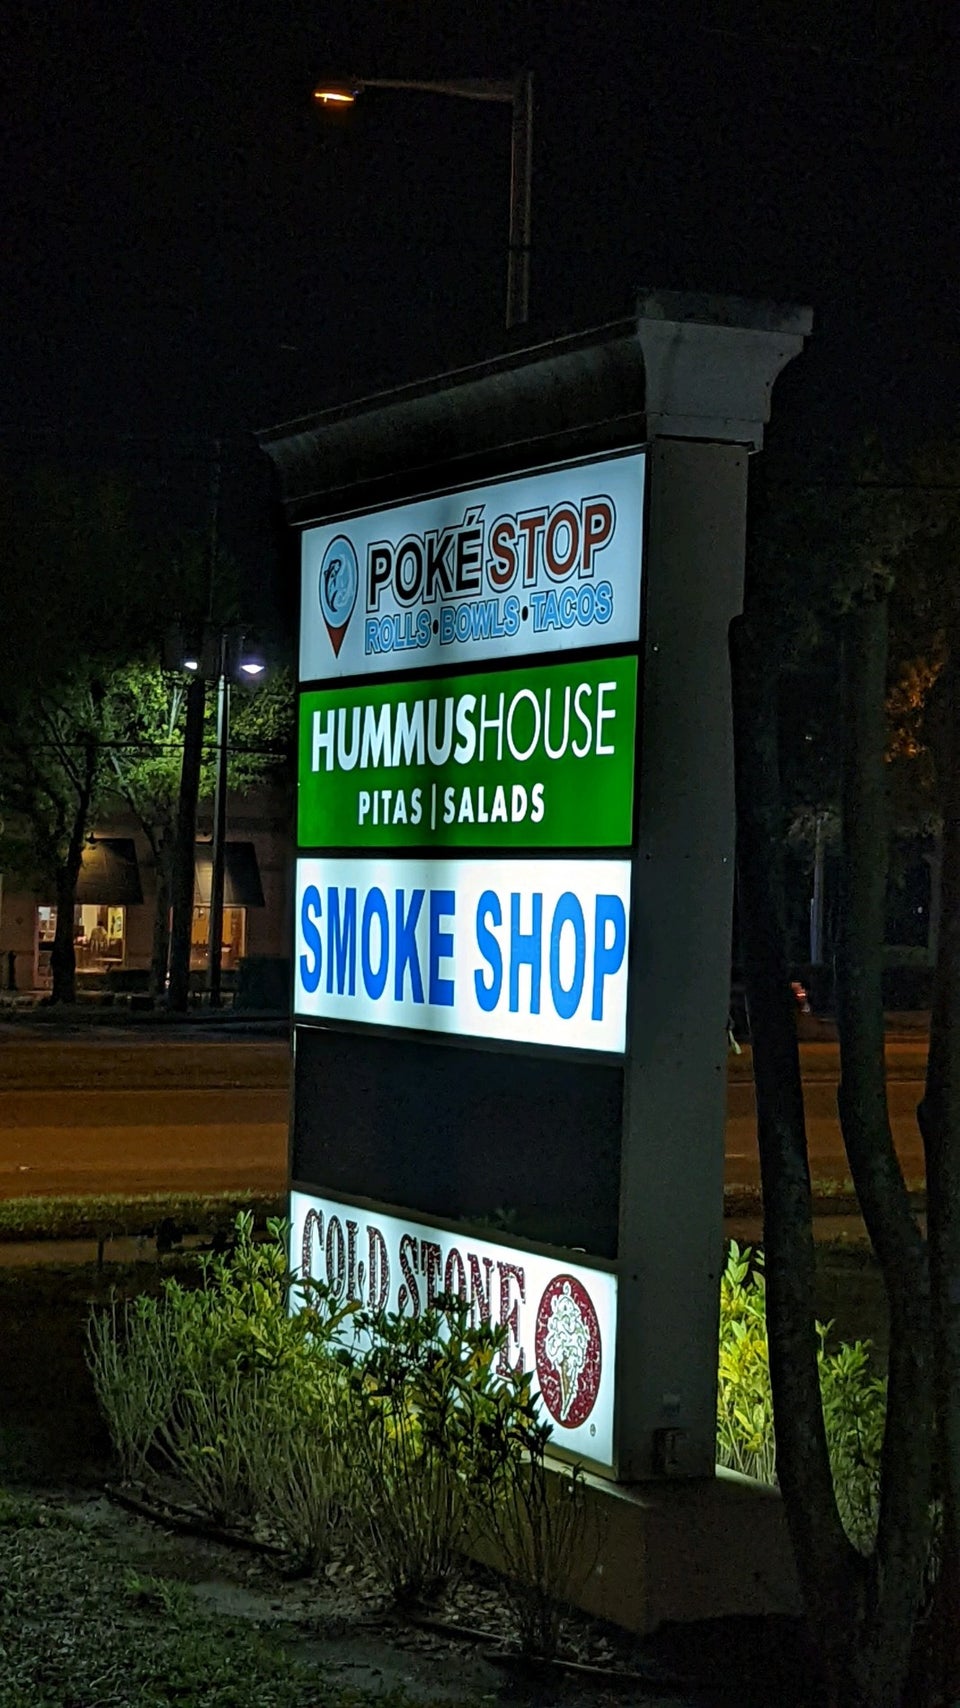 POKÉ STOP
ROLLS • BOWLS • TACOS
HUMMUSHOUSE
PITAS | SALADS
SMOKE SHOP
COLD STONE
®